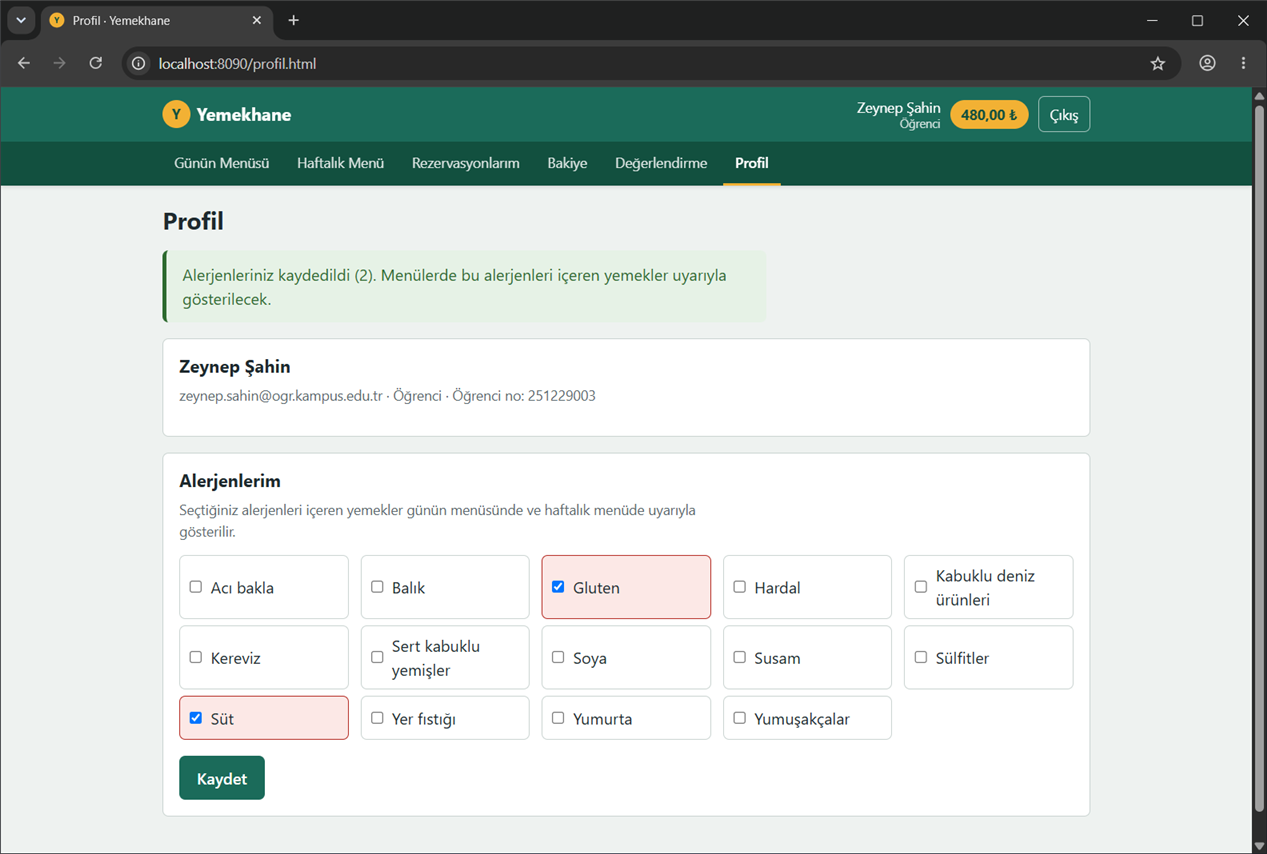 Y Profil · Yemekhane
localhost:8090/profil.html
Y Yemekhane
Zeynep Şahin
Öğrenci
480,00 ₺
Çıkış
Günün Menüsü Haftalık Menü Rezervasyonlarım Bakiye Değerlendirme Profil
Profil
Alerjenleriniz kaydedildi (2). Menülerde bu alerjenleri içeren yemekler uyarıyla
gösterilecek.
Zeynep Şahin
zeynep.sahin@ogr.kampus.edu.tr · Öğrenci · Öğrenci no: 251229003
Alerjenlerim
Seçtiğiniz alerjenleri içeren yemekler günün menüsünde ve haftalık menüde uyarıyla
gösterilir.
Acı bakla
Balık
Gluten
Hardal
Kabuklu deniz
ürünleri
Kereviz
Sert kabuklu
yemişler
Soya
Susam
Sülfitler
Süt
Yer fıstığı
Yumurta
Yumuşakçalar
Kaydet